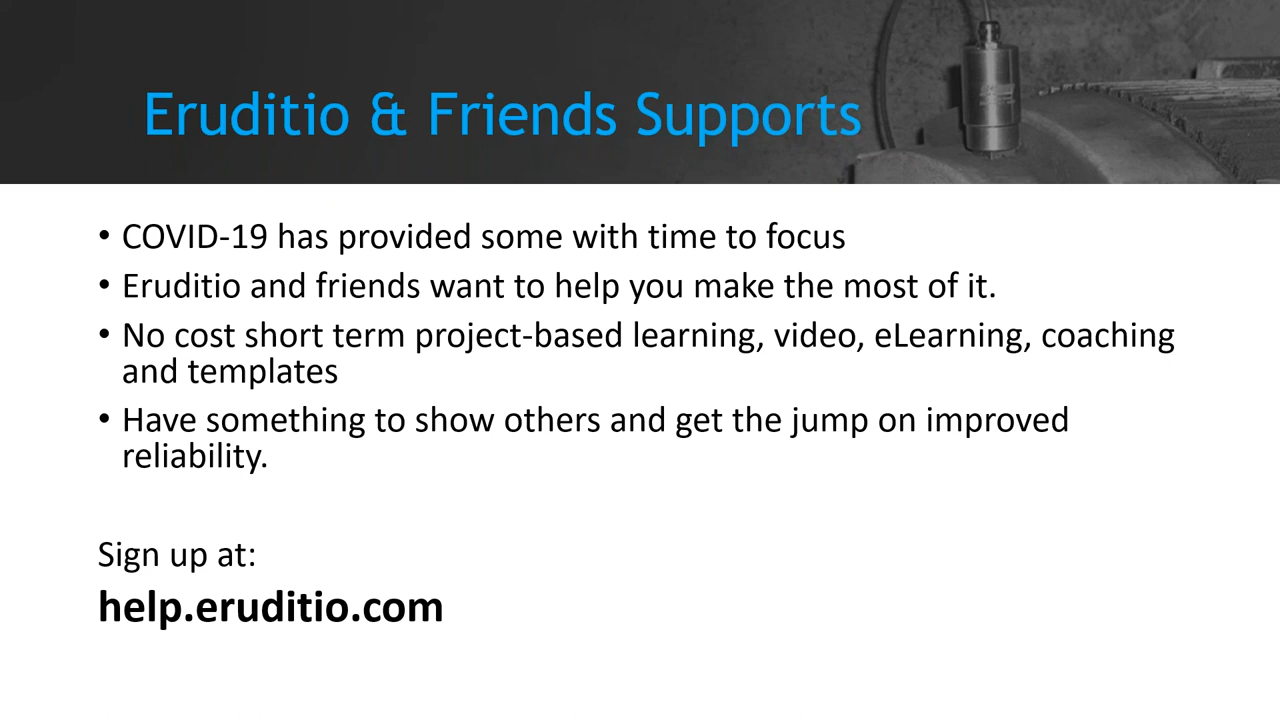 Eruditio & Friends Supports
• COVID-19 has provided some with time to focus
• Eruditio and friends want to help you make the most of it.
• No cost short term project-based learning, video, eLearning, coaching
and templates
• Have something to show others and get the jump on improved
reliability.
Sign up at:
help.eruditio.com